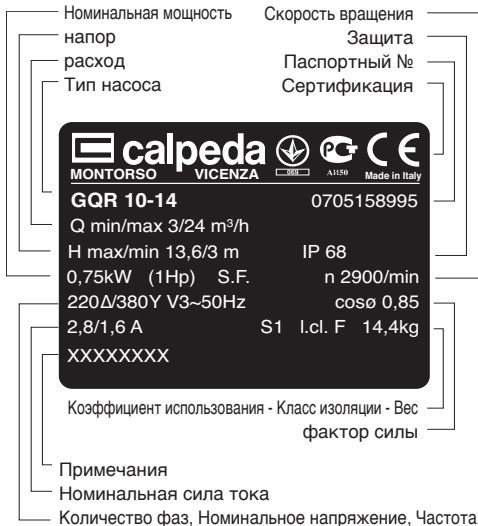 Номинальная мощность Скорость вращения
напор Защита
расход Паспортный №
Тип насоса Сертификация
calpeda
069 АИ50
MONTORSO VICENZA Made in Italy
GQR 10-14 0705158995
Q min/max 3/24 m³/h
H max/min 13,6/3 m IP 68
0,75kW (1Hp) S.F. n 2900/min
220Δ/380Y V3~50Hz cosø 0,85
2,8/1,6 A S1 I.cl. F 14,4kg
XXXXXXXX
Коэффициент использования - Класс изоляции - Вес
фактор силы
Примечания
Номинальная сила тока
Количество фаз, Номинальное напряжение, Частота